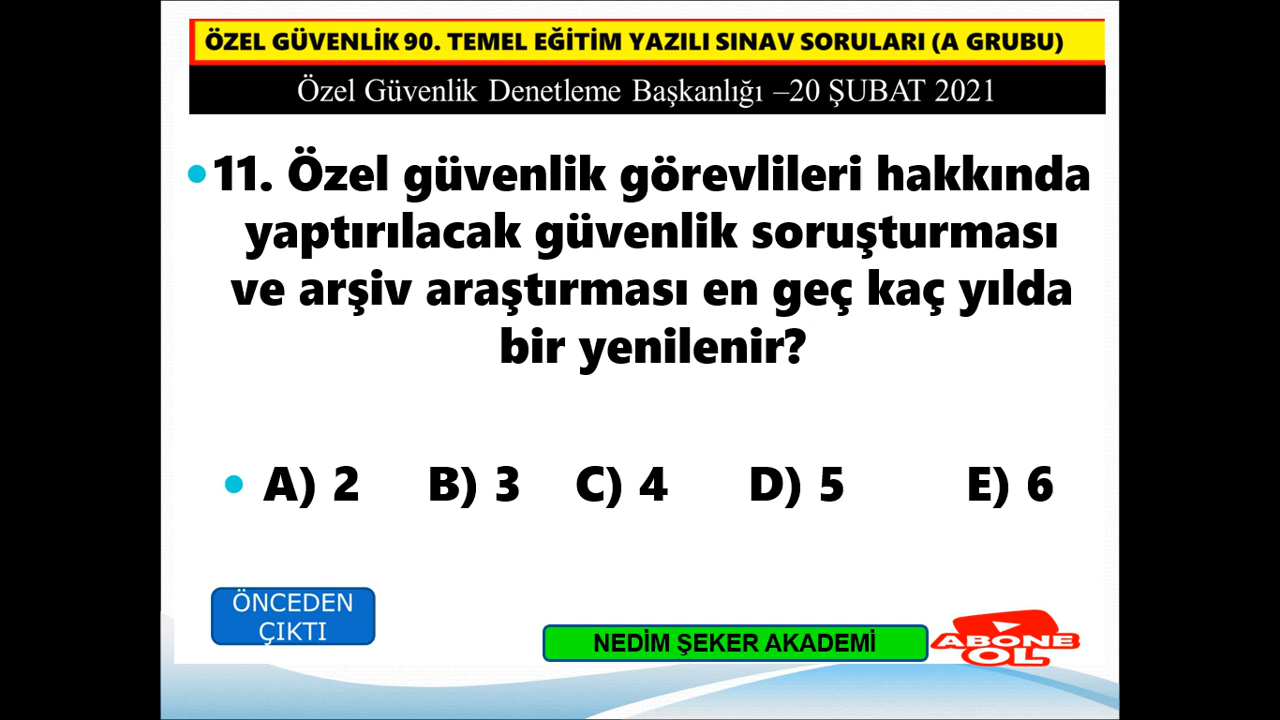 ÖZEL GÜVENLİK 90. TEMEL EĞİTİM YAZILI SINAV SORULARI (A GRUBU)
Özel Güvenlik Denetleme Başkanlığı –20 ŞUBAT 2021
• 11. Özel güvenlik görevlileri hakkında
yaptırılacak güvenlik soruşturması
ve arşiv araştırması en geç kaç yılda
bir yenilenir?
• A) 2 B) 3 C) 4 D) 5 E) 6
ÖNCEDEN
ÇIKTI
NEDİM ŞEKER AKADEMİ
ABONE
OL